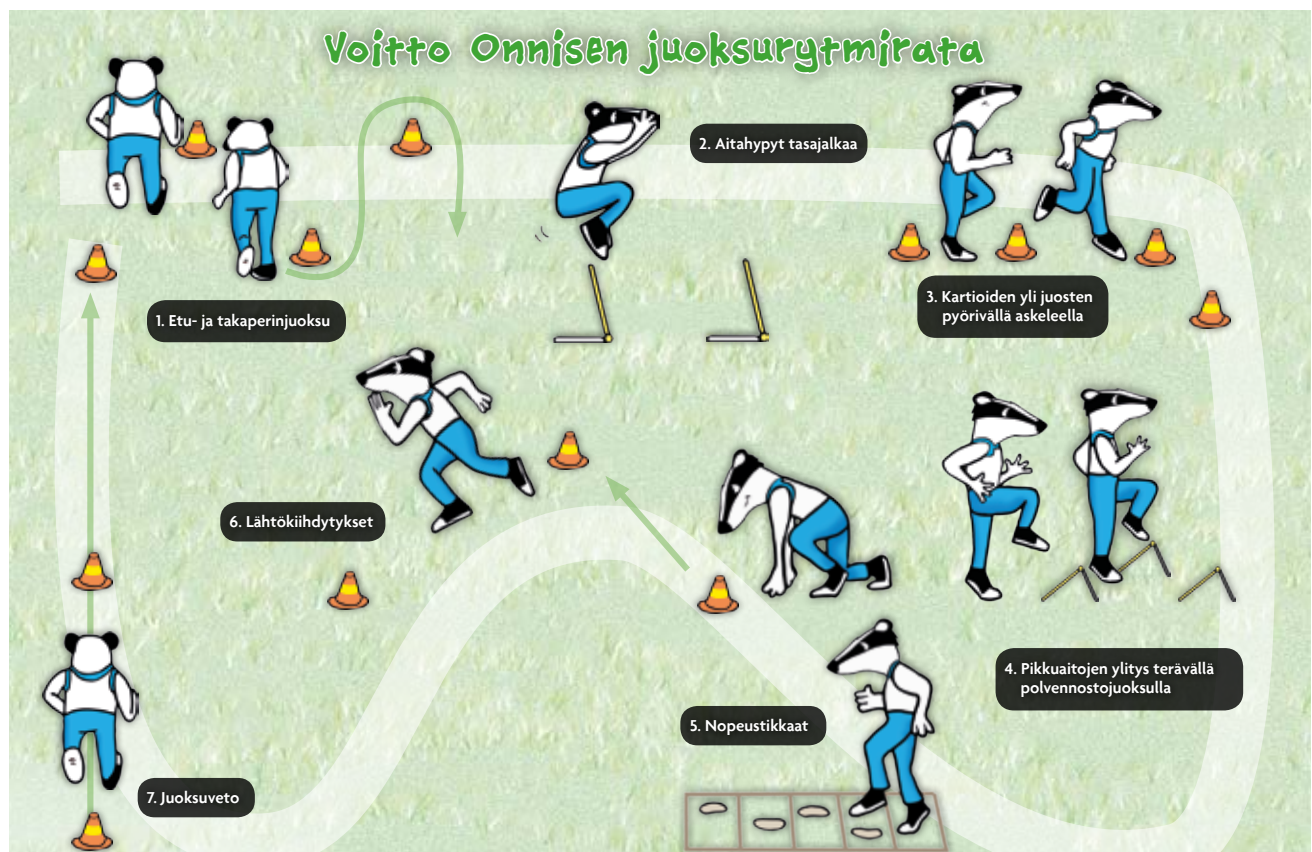 Voitto Onnisen juoksurytmirata
1. Etu- ja takaperinjuoksu
2. Aitahypyt tasajalkaa
3. Kartioiden yli juosten
pyörivällä askeleella
4. Pikkuaitojen ylitys terävällä
polvennostojuoksulla
5. Nopeustikkaat
6. Lähtökiihdytykset
7. Juoksuveto